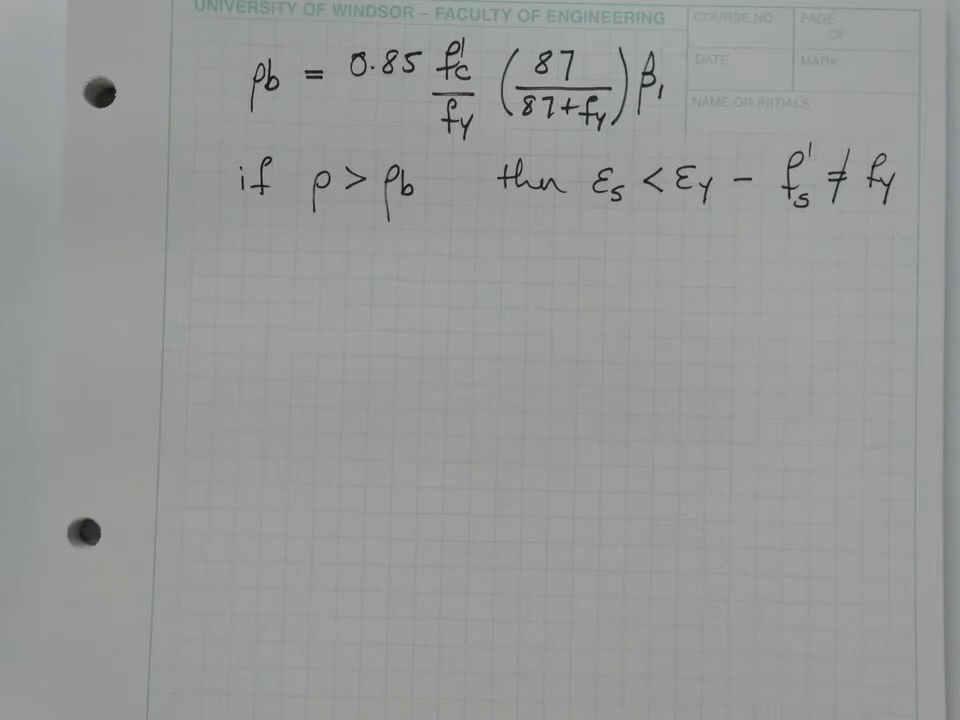 UNIVERSITY OF WINDSOR – FACULTY OF ENGINEERING
COURSE NO. PAGE OF
DATE MARK
NAME OR INITIALS
ρb = 0.85 f'c/fy (87/(87+fy)) β1
if ρ > ρb then εs < εy – f's ≠ fy